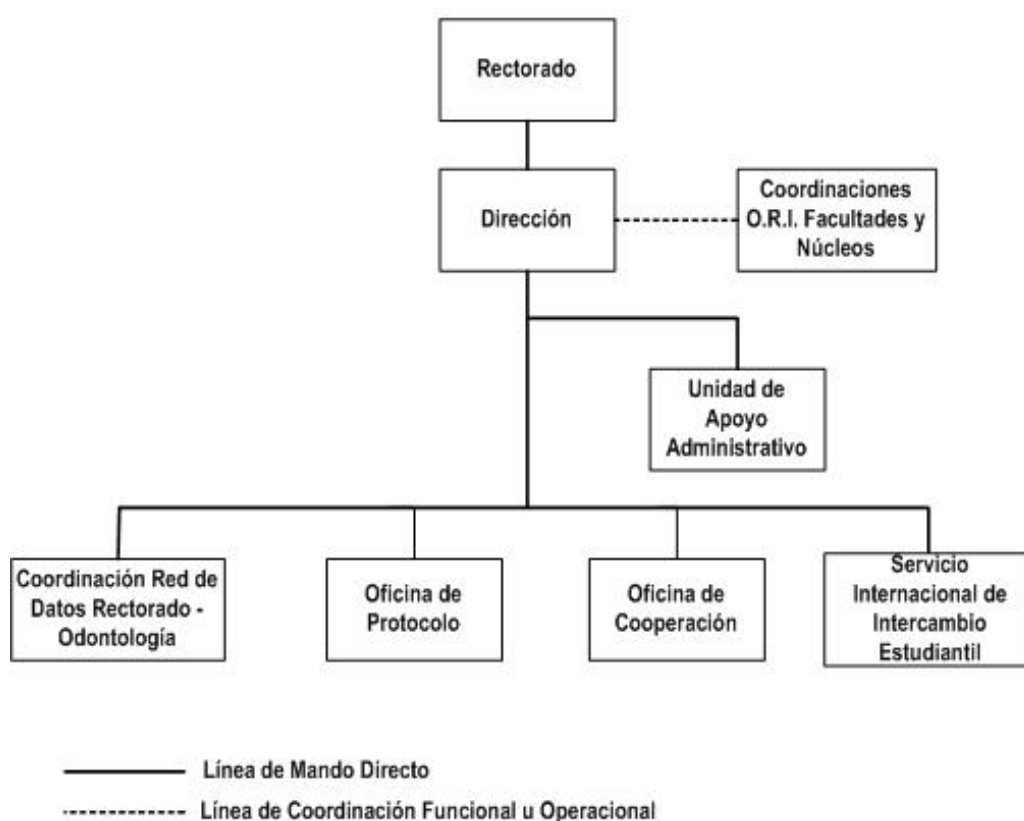 Rectorado
Dirección
Coordinaciones
O.R.I. Facultades y
Núcleos
Unidad de
Apoyo
Administrativo
Coordinación Red de
Datos Rectorado -
Odontología
Oficina de
Protocolo
Oficina de
Cooperación
Servicio
Internacional de
Intercambio
Estudiantil
Línea de Mando Directo
Línea de Coordinación Funcional u Operacional